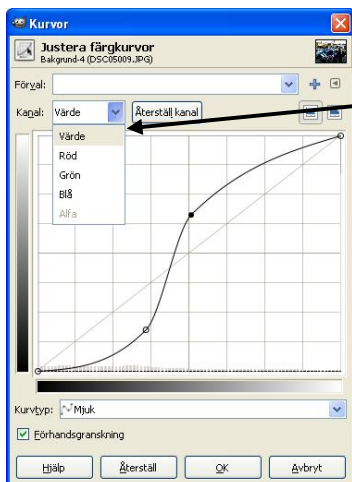 Kurvor
Justera färgkurvor
Bakgrund-4 (DSC05009.JPG)
Förval:
Kanal: Värde Återställ kanal
Värde
Röd
Grön
Blå
Alfa
Kurvtyp: Mjuk
Förhandsgranskning
Hjälp Återställ OK Avbryt